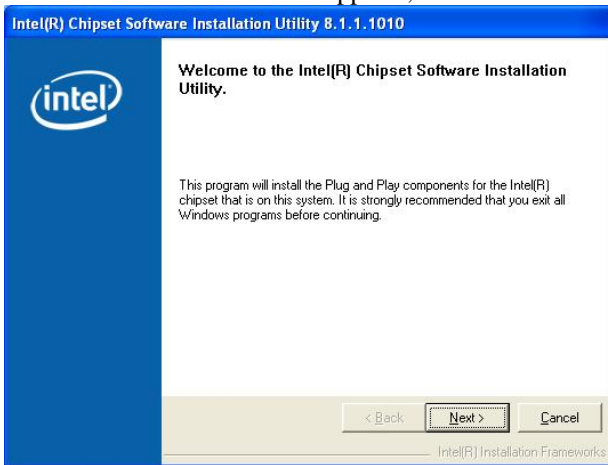 Intel(R) Chipset Software Installation Utility 8.1.1.1010
intel
Welcome to the Intel(R) Chipset Software Installation
Utility.
This program will install the Plug and Play components for the Intel(R)
chipset that is on this system. It is strongly recommended that you exit all
Windows programs before continuing.
< Back
Next >
Cancel
Intel(R) Installation Frameworks